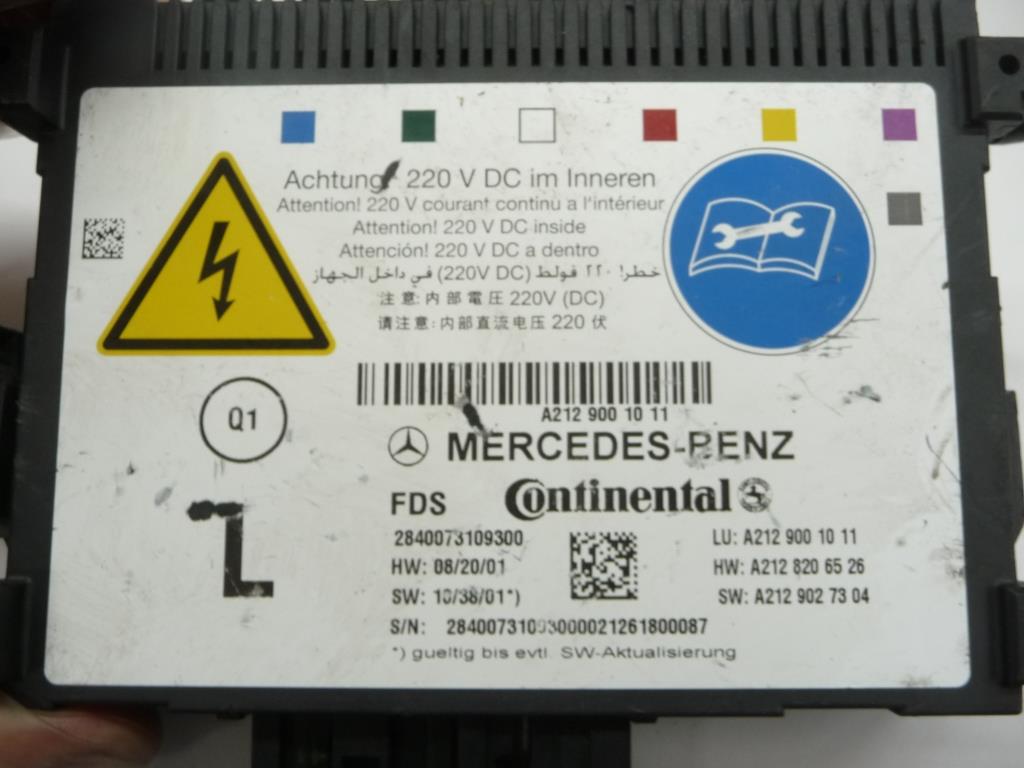 Achtung! 220 V DC im Inneren
Attention! 220 V courant continu a l'intérieur
Attention! 220 V DC inside
Attención! 220 V DC a dentro
خطر! ٢٢٠ ڤولط (220V DC) في داخل الجهاز
注意:内部電圧 220V (DC)
请注意:内部直流电压 220 伏
A212 900 10 11
Q1
MERCEDES-BENZ
FDS Continental
L
2840073109300
LU: A212 900 10 11
HW: 08/20/01
HW: A212 820 65 26
SW: 10/38/01*)
SW: A212 902 73 04
S/N: 28400731093000021261800087
*) gueltig bis evtl. SW-Aktualisierung